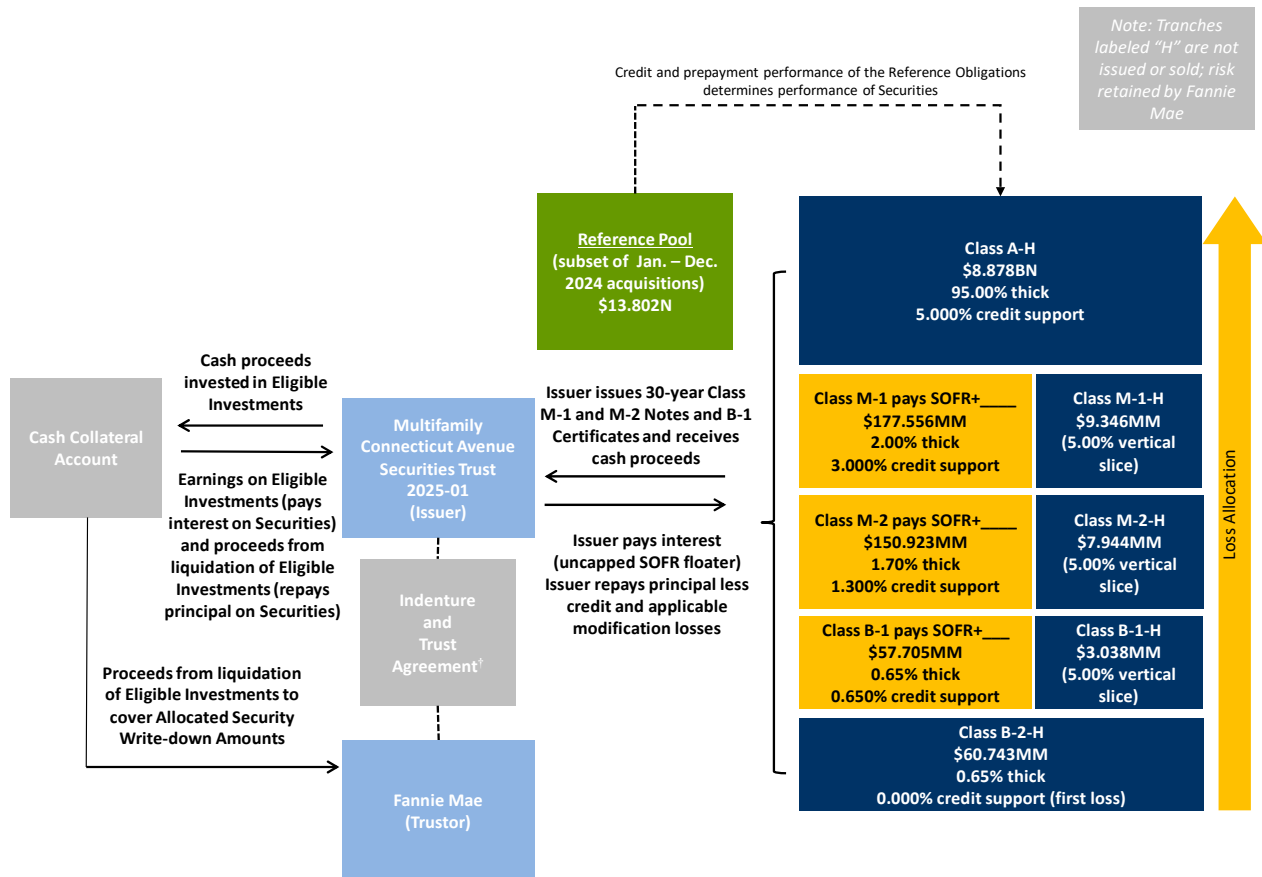 Note: Tranches
labeled “H” are not
issued or sold; risk
retained by Fannie
Mae
Credit and prepayment performance of the Reference Obligations
determines performance of Securities
Reference Pool
(subset of Jan. – Dec.
2024 acquisitions)
$13.802N
Class A-H
$8.878BN
95.00% thick
5.000% credit support
Cash proceeds
invested in Eligible
Investments
Cash Collateral
Account
Earnings on Eligible
Investments (pays
interest on Securities)
and proceeds from
liquidation of Eligible
Investments (repays
principal on Securities)
Multifamily
Connecticut Avenue
Securities Trust
2025-01
(Issuer)
Issuer issues 30-year Class
M-1 and M-2 Notes and B-1
Certificates and receives
cash proceeds
Issuer pays interest
(uncapped SOFR floater)
Issuer repays principal less
credit and applicable
modification losses
Class M-1 pays SOFR+____
$177.556MM
2.00% thick
3.000% credit support
Class M-1-H
$9.346MM
(5.00% vertical
slice)
Class M-2 pays SOFR+____
$150.923MM
1.70% thick
1.300% credit support
Class M-2-H
$7.944MM
(5.00% vertical
slice)
Class B-1 pays SOFR+___
$57.705MM
0.65% thick
0.650% credit support
Class B-1-H
$3.038MM
(5.00% vertical
slice)
Class B-2-H
$60.743MM
0.65% thick
0.000% credit support (first loss)
Loss Allocation
Indenture
and
Trust
Agreement†
Proceeds from liquidation
of Eligible Investments to
cover Allocated Security
Write-down Amounts
Fannie Mae
(Trustor)